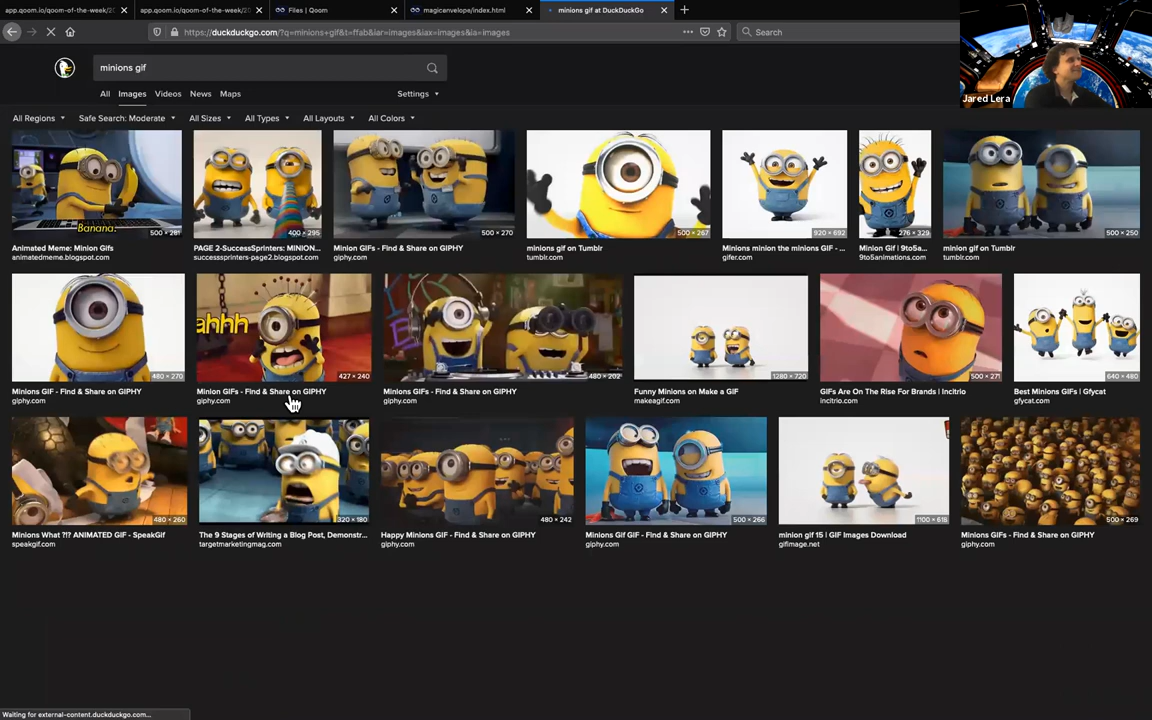 app.qoom.io/qoom-of-the-week/20
app.qoom.io/qoom-of-the-week/20
Files | Qoom
magicanvelope/index.html
minions gif at DuckDuckGo
https://duckduckgo.com/?q=minions+gif&t=ffab&iar=images&iax=images&ia=images
Search
minions gif
All
Images
Videos
News
Maps
Settings
All Regions
Safe Search: Moderate
All Sizes
All Types
All Layouts
All Colors
Jared Lera
Banana.
500 × 281
400 × 295
500 × 270
500 × 267
920 × 692
276 × 329
500 × 250
Animated Meme: Minion Gifs
animatedmeme.blogspot.com
PAGE 2-SuccessSprinters: MINION...
successsprinters-page2.blogspot.com
Minion GIFs - Find & Share on GIPHY
giphy.com
minions gif on Tumblr
tumblr.com
Minions minion the minions GIF - ...
gifer.com
Minion Gif | 9to5a...
9to5animations.com
minion gif on Tumblr
tumblr.com
ahhh
480 × 270
427 × 240
480 × 202
1280 × 720
500 × 271
640 × 480
Minions GIF - Find & Share on GIPHY
giphy.com
Minion GIFs - Find & Share on GIPHY
giphy.com
Minions GIFs - Find & Share on GIPHY
giphy.com
Funny Minions on Make a GIF
makeagif.com
GIFs Are On The Rise For Brands | Incitrio
incitrio.com
Best Minions GIFs | Gfycat
gfycat.com
480 × 260
320 × 180
480 × 242
500 × 266
1100 × 618
500 × 269
Minions What ?!? ANIMATED GIF - SpeakGif
speakgif.com
The 9 Stages of Writing a Blog Post, Demonstr...
targetmarketingmag.com
Happy Minions GIF - Find & Share on GIPHY
giphy.com
Minions Gif GIF - Find & Share on GIPHY
giphy.com
minion gif 15 | GIF Images Download
gifimage.net
Minions GIFs - Find & Share on GIPHY
giphy.com
Waiting for external-content.duckduckgo.com...